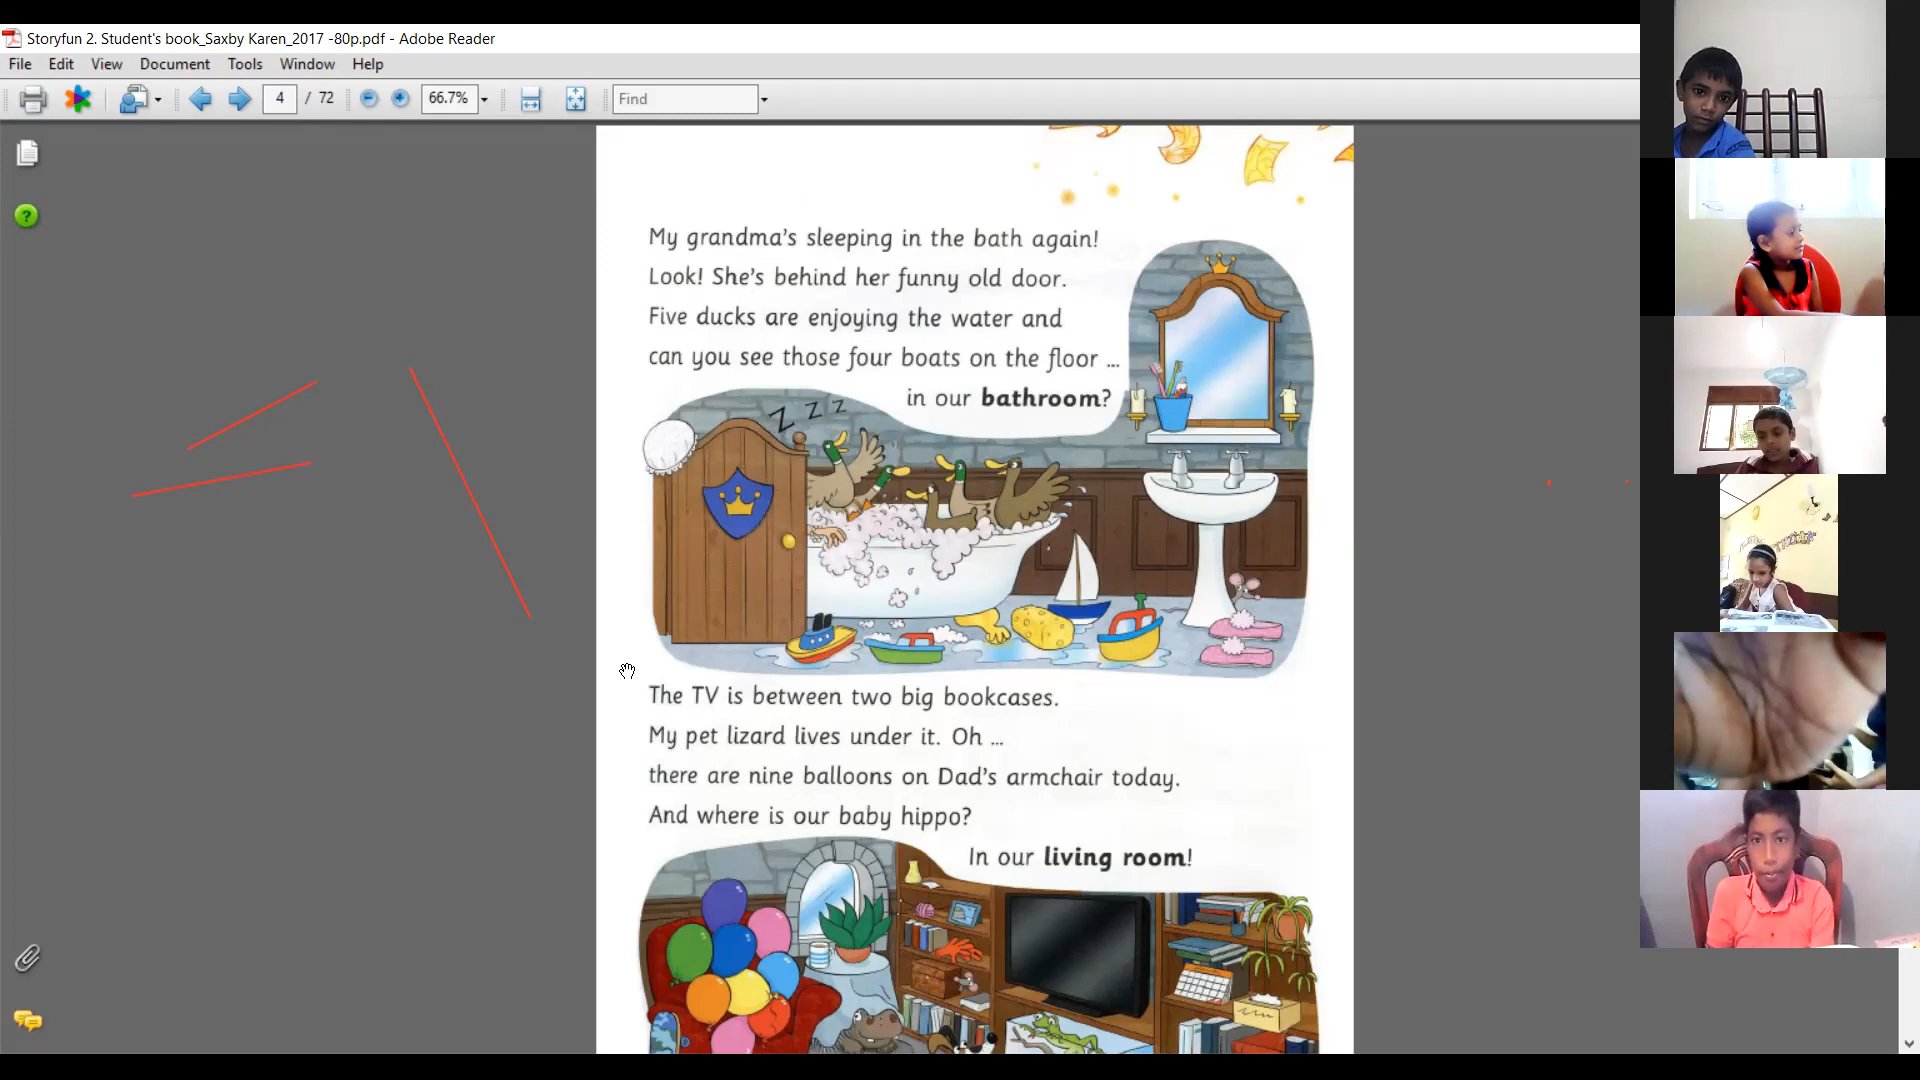 Storyfun 2. Student's book_Saxby Karen_2017 -80p.pdf - Adobe Reader
File Edit View Document Tools Window Help
4 / 72 66.7% Find
My grandma's sleeping in the bath again!
Look! She's behind her funny old door.
Five ducks are enjoying the water and
can you see those four boats on the floor ...
in our bathroom?
Z z z
The TV is between two big bookcases.
My pet lizard lives under it. Oh ...
there are nine balloons on Dad's armchair today.
And where is our baby hippo?
In our living room!